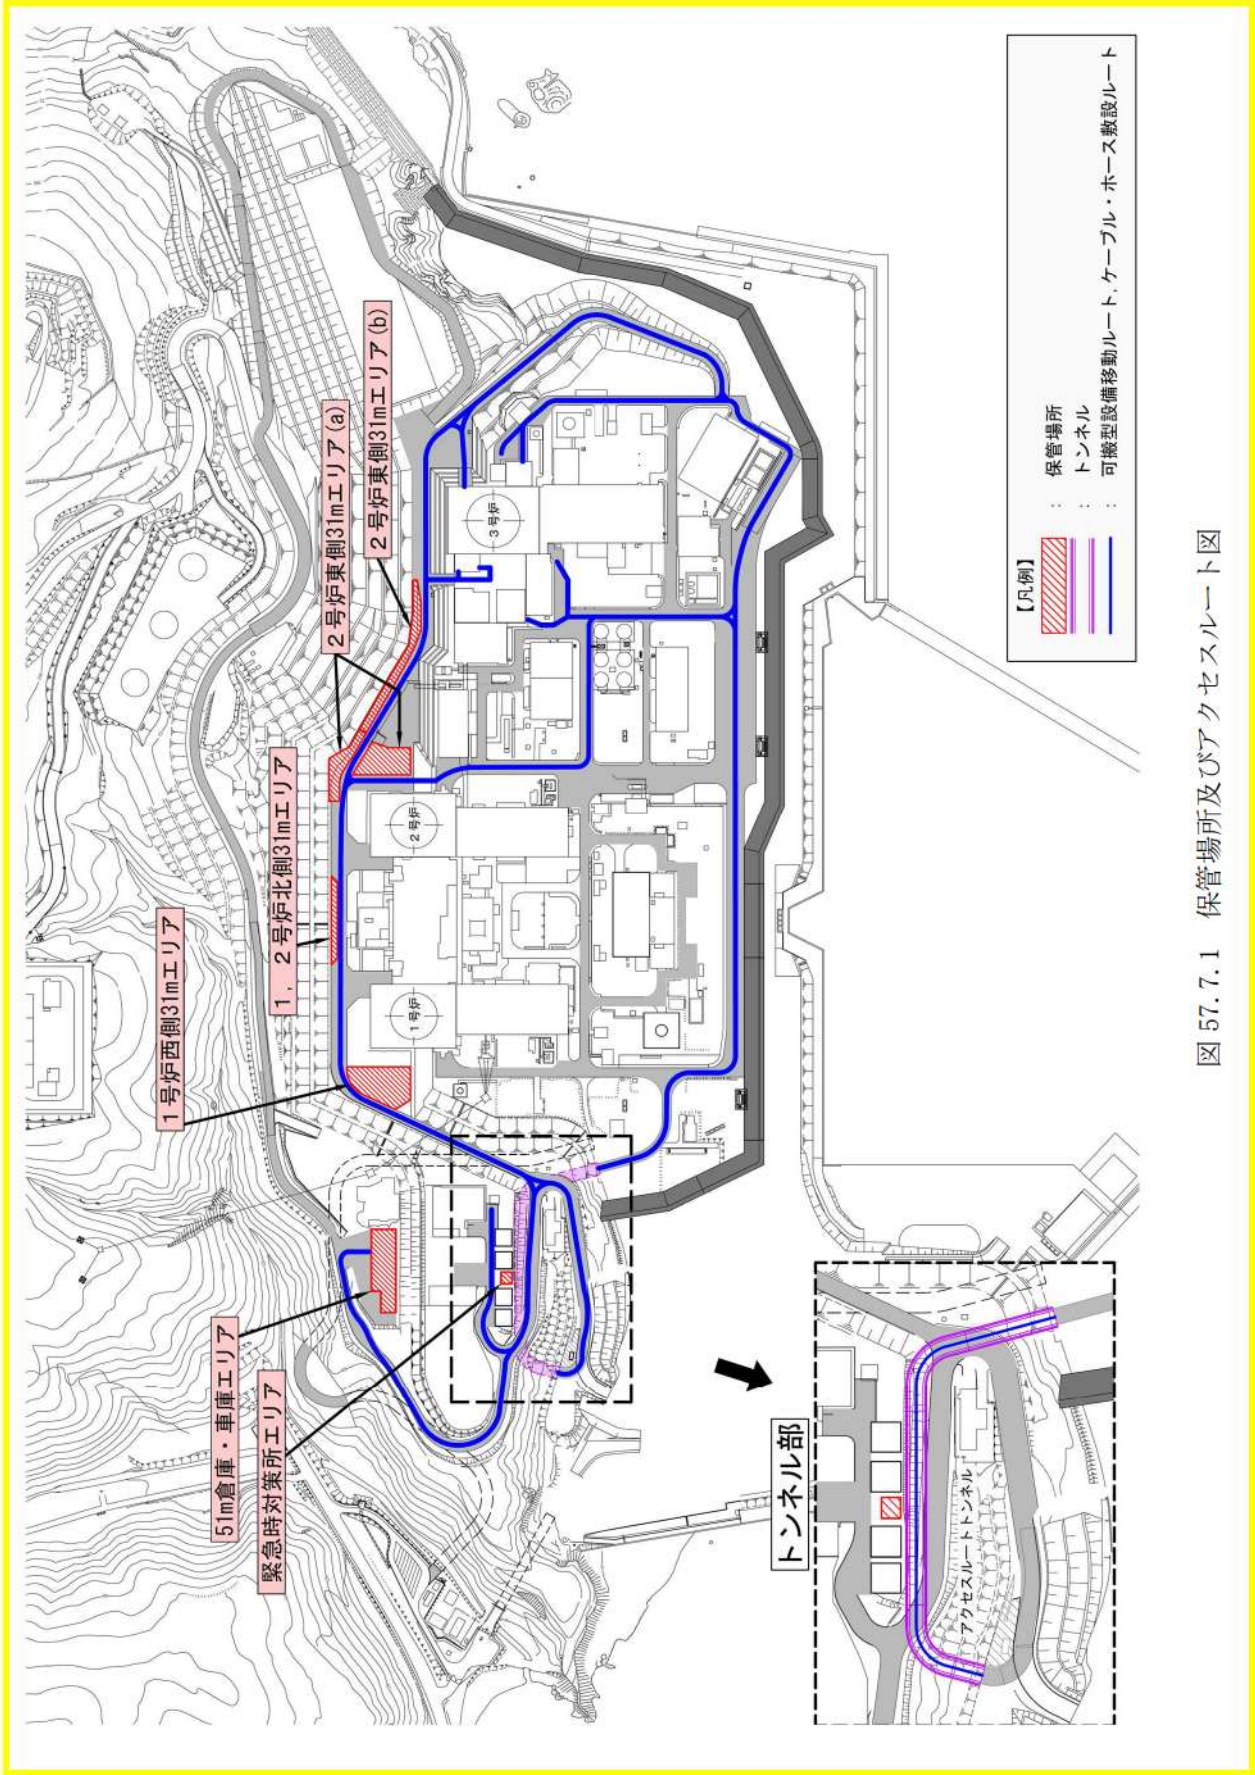 51m倉庫・車庫エリア
緊急時対策所エリア
1号炉西側31mエリア
1，2号炉北側31mエリア
2号炉東側31mエリア(a)
2号炉東側31mエリア(b)
1号炉
2号炉
3号炉
トンネル部
アクセスルートトンネル
【凡例】
： 保管場所
： トンネル
： 可搬型設備移動ルート，ケーブル・ホース敷設ルート
図 57.7.1 保管場所及びアクセスルート図